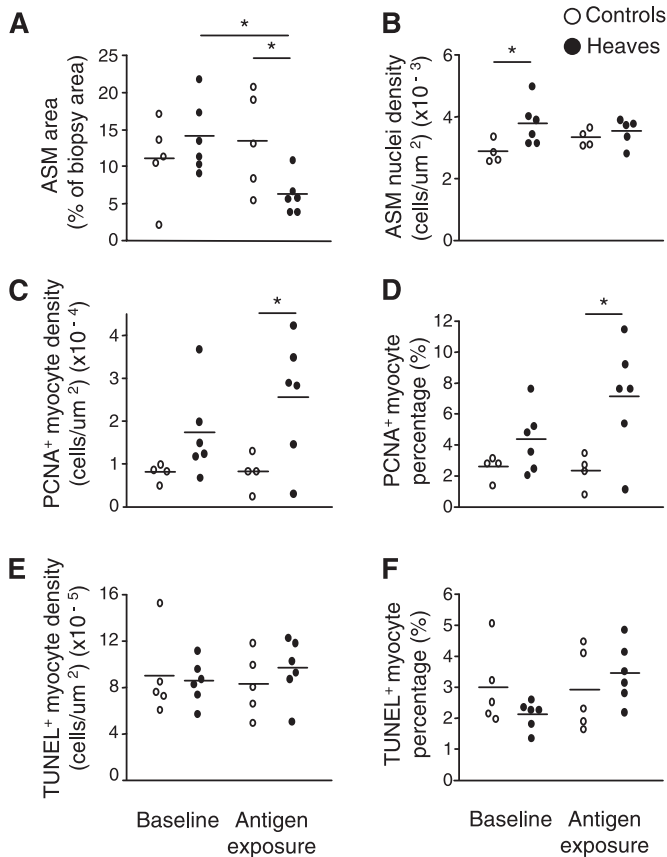 A
B
Controls
Heaves
*
*
ASM area
(% of biopsy area)
25
20
15
10
5
0
*
ASM nuclei density
(cells/um 2) (x10 - 3)
6
4
2
0
C
D
*
PCNA+ myocyte density
(cells/um 2) (x10 - 4)
4
3
2
1
0
*
PCNA+ myocyte
percentage (%)
12
10
8
6
4
2
0
E
F
TUNEL+ myocyte density
(cells/um 2) (x10 - 5)
16
12
8
4
0
TUNEL+ myocyte
percentage (%)
6
5
4
3
2
1
0
Baseline
Antigen
exposure
Baseline
Antigen
exposure